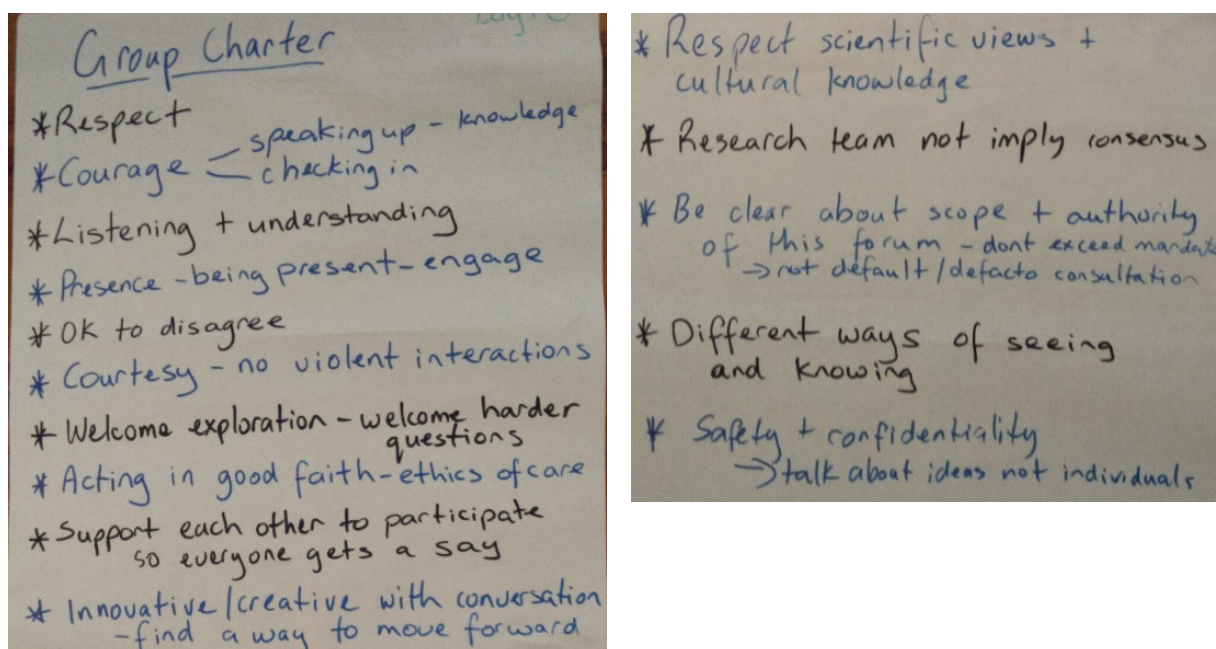 Group Charter
*Respect
*Courage < speaking up - knowledge
checking in
*Listening + understanding
*Presence - being present - engage
*OK to disagree
*Courtesy - no violent interactions
*Welcome exploration - welcome harder
questions
*Acting in good faith - ethics of care
*Support each other to participate
so everyone gets a say
*Innovative/creative with conversation
- find a way to move forward
*Respect scientific views +
cultural knowledge
*Research team not imply consensus
*Be clear about scope + authority
of this forum - dont exceed mandate
→ not default/defacto consultation
*Different ways of seeing
and knowing
*Safety + confidentiality
→ talk about ideas not individuals